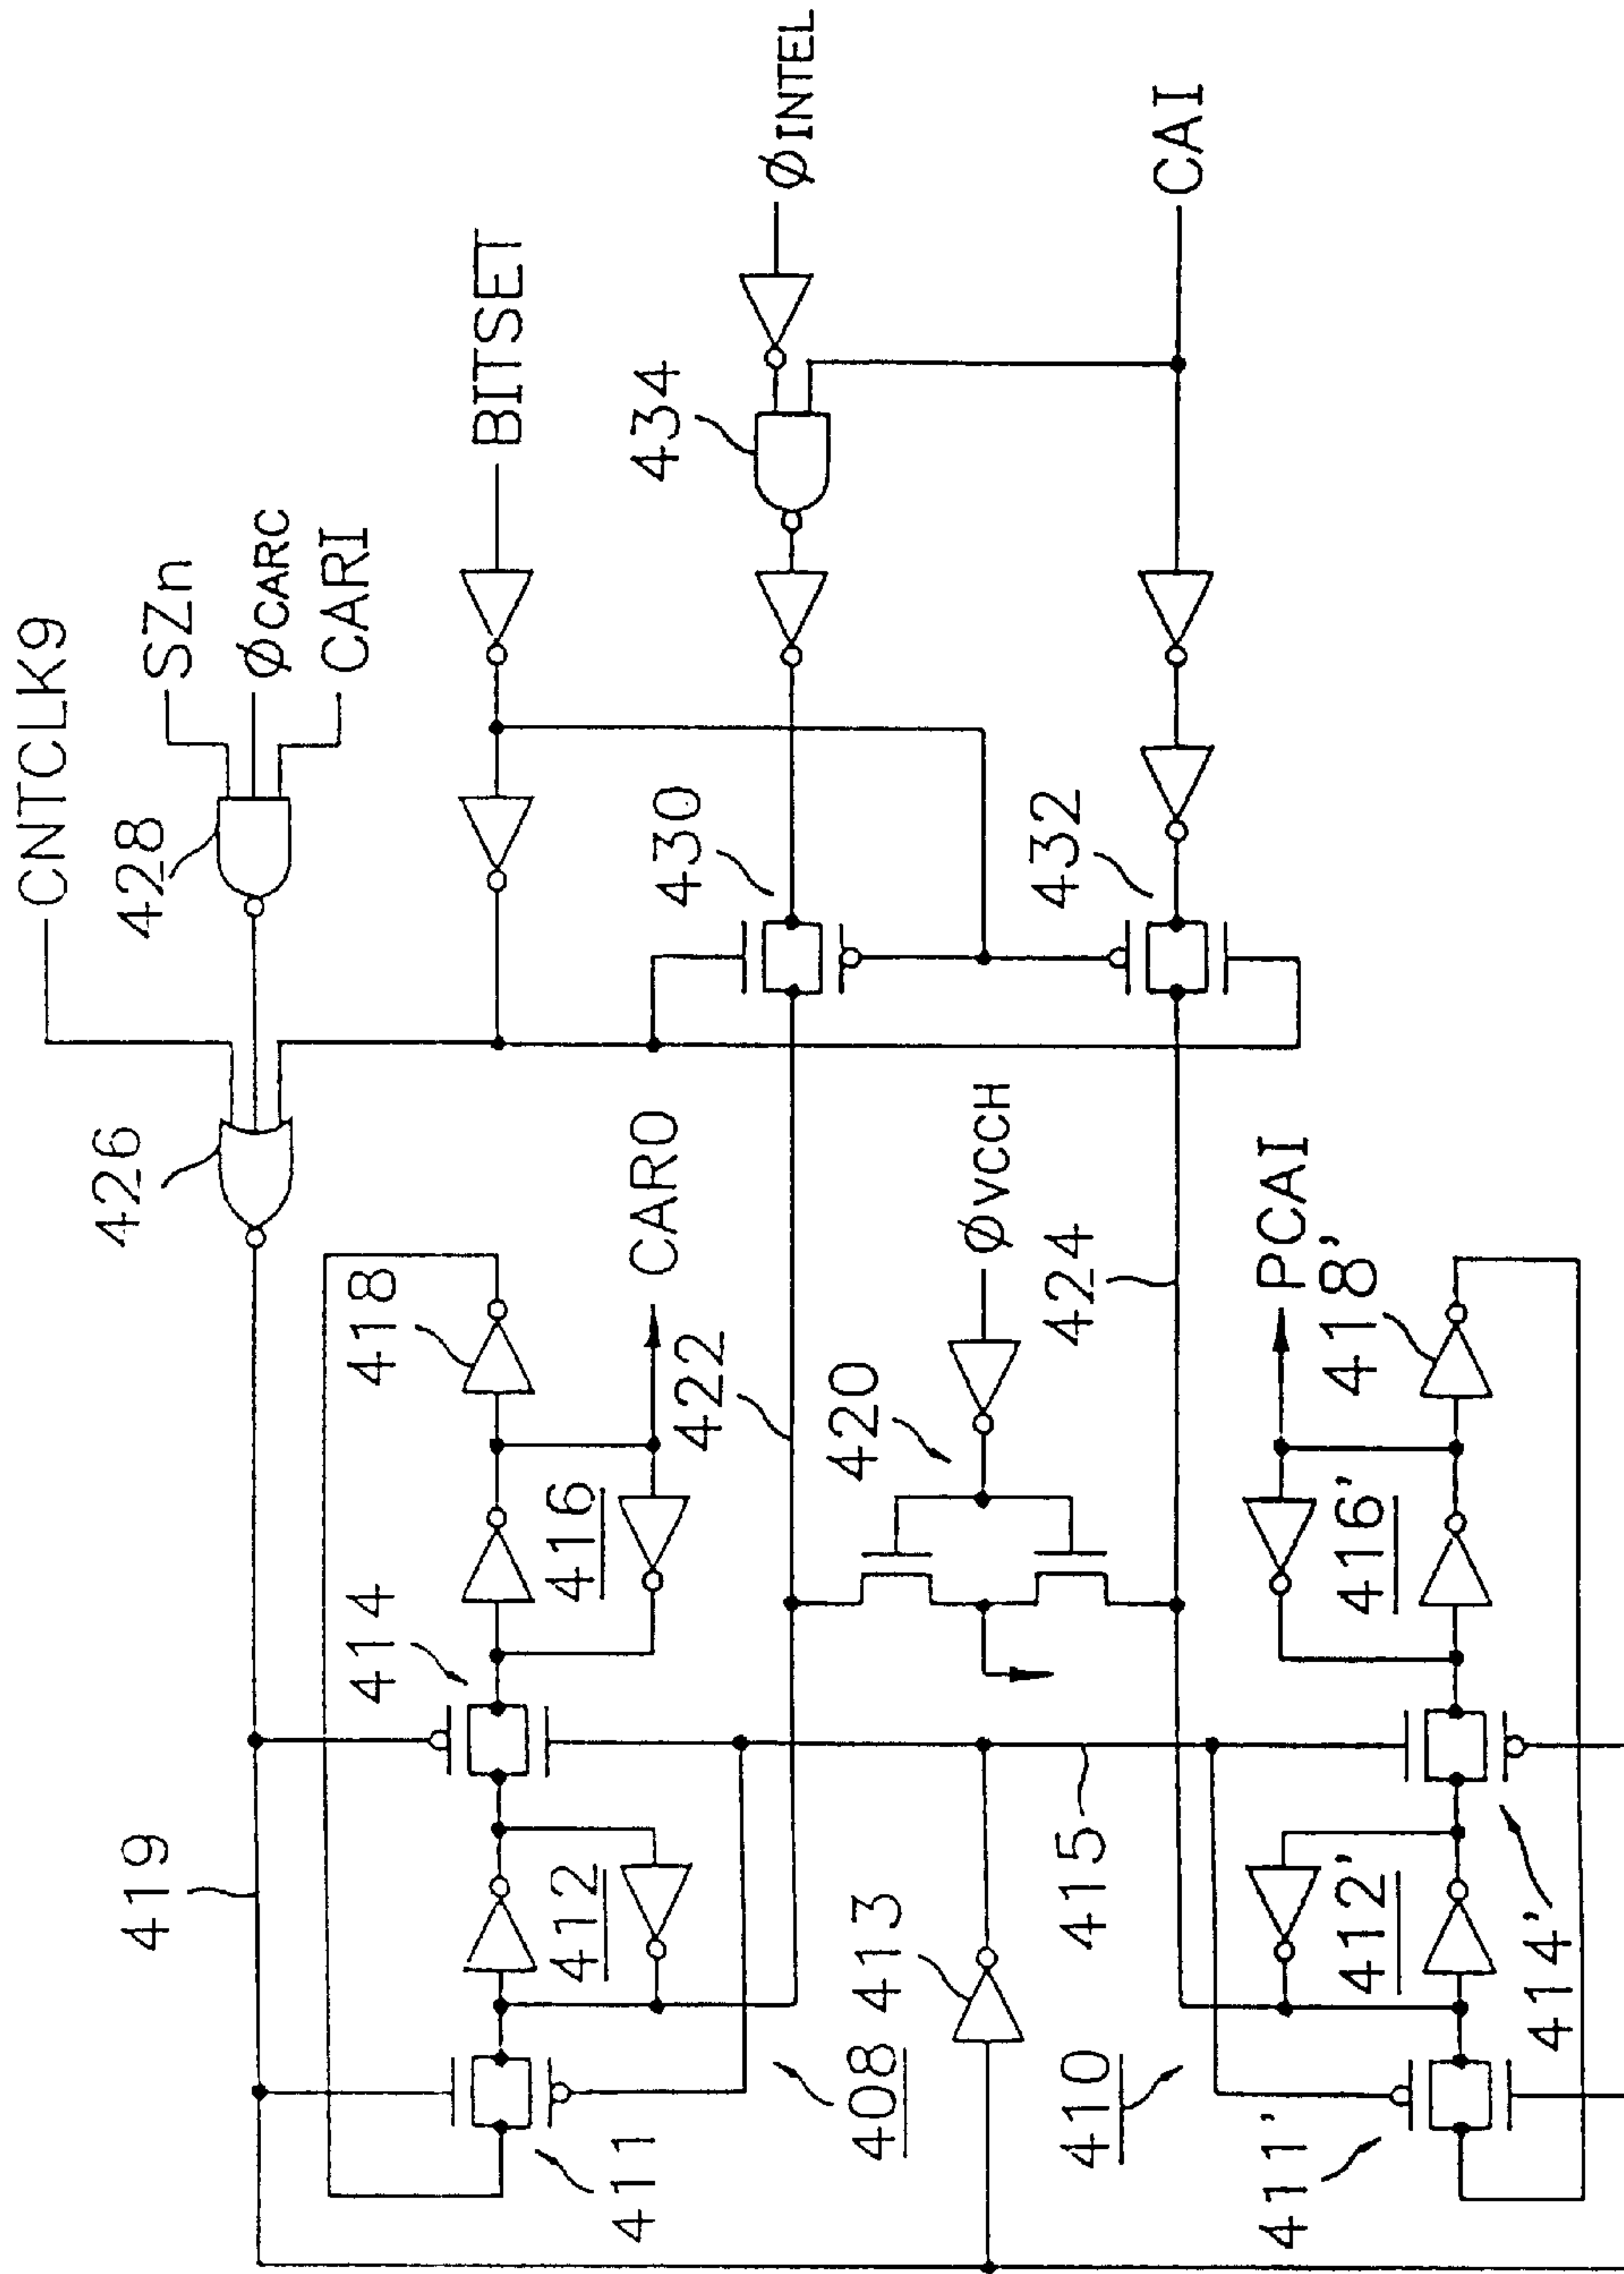 CNTCLK9
419
426
428
SZn
øCARC
CARI
414
418
BITSET
412
416
411
CARO
422
430
434
øINTEL
408
413
420
øVCCH
410
415
424
432
CAI
411'
412'
416'
PCAI
418'
414'